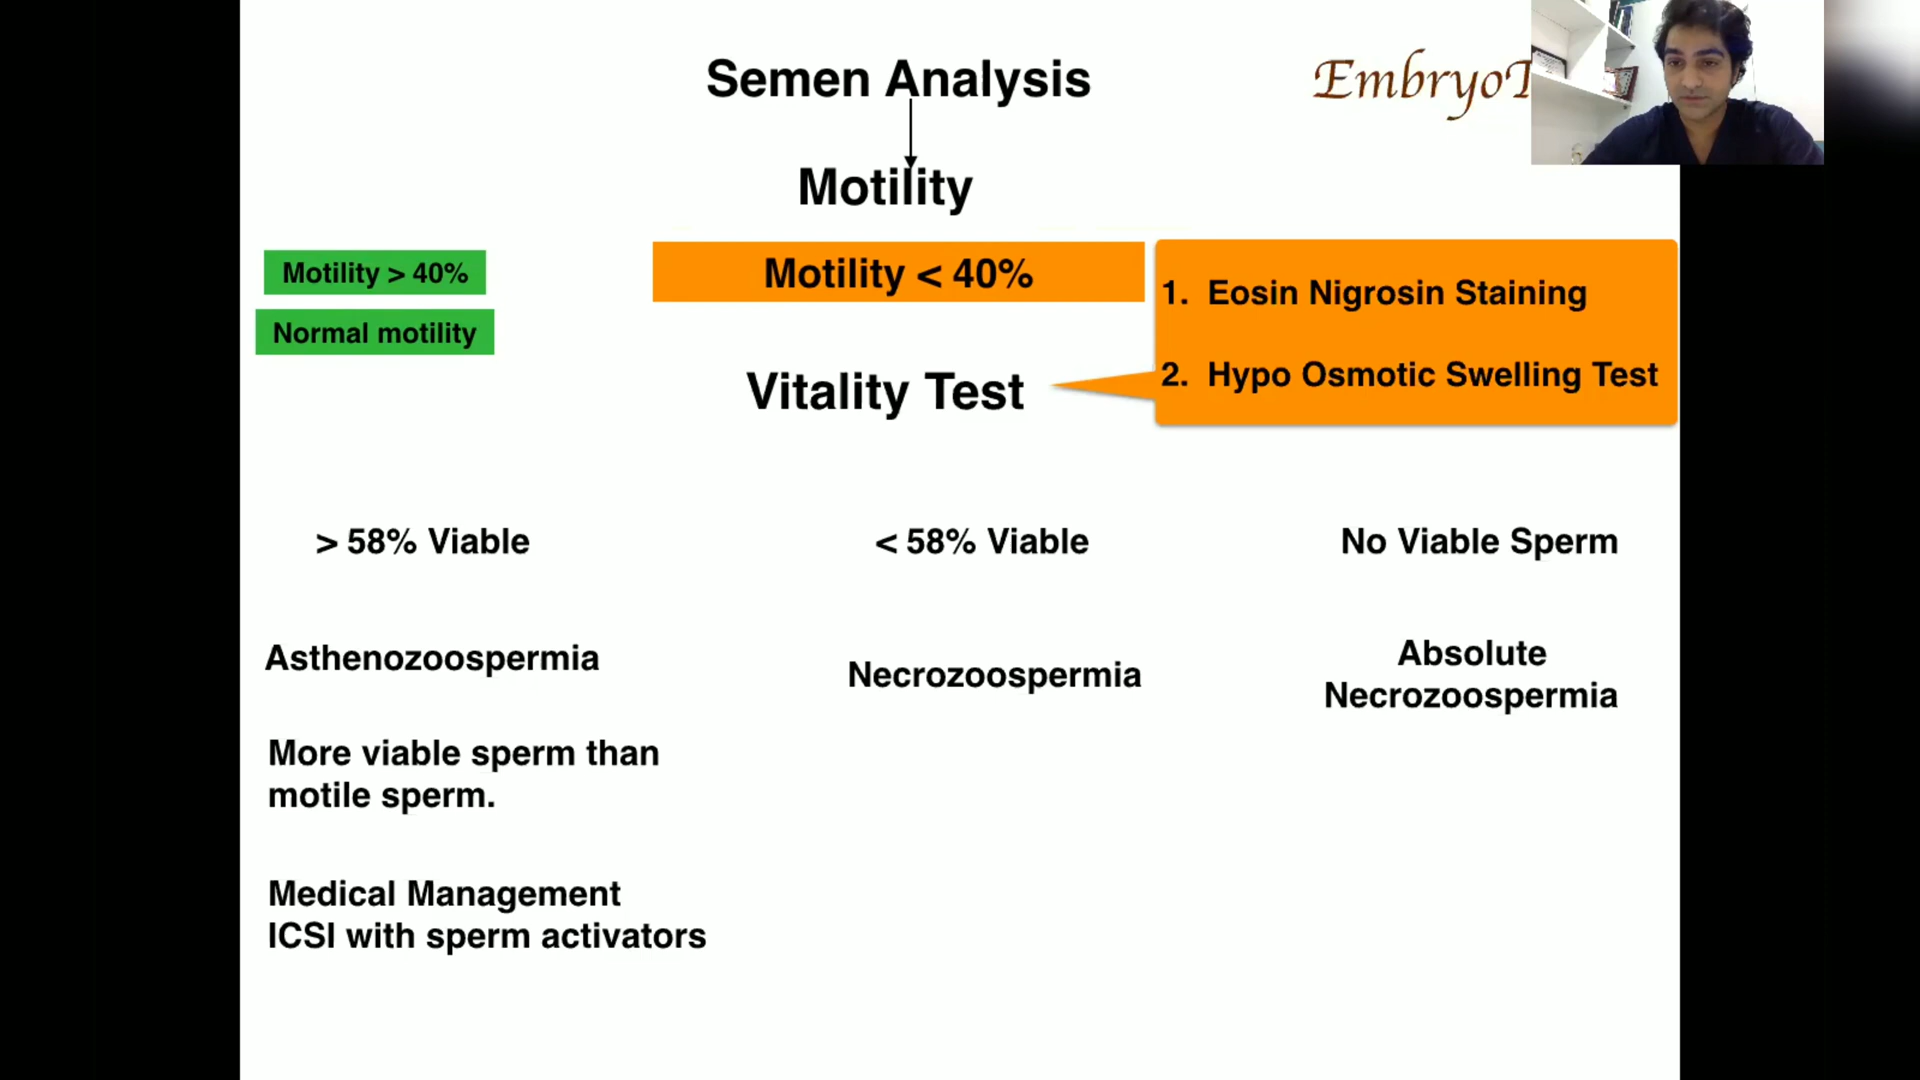 Semen Analysis
Motility
Motility > 40%
Normal motility
Motility < 40%
1. Eosin Nigrosin Staining
2. Hypo Osmotic Swelling Test
Vitality Test
> 58% Viable
< 58% Viable
No Viable Sperm
Asthenozoospermia
Necrozoospermia
Absolute
Necrozoospermia
More viable sperm than
motile sperm.
Medical Management
ICSI with sperm activators